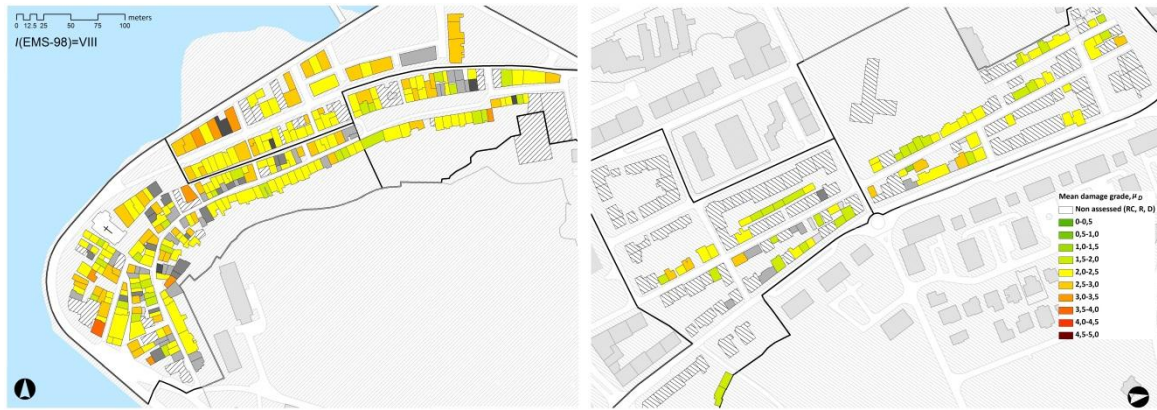 0 12.5 25 50 75 100 meters
I(EMS-98)=VIII
Mean damage grade, μD
Non assessed (RC, R, D)
0-0,5
0,5-1,0
1,0-1,5
1,5-2,0
2,0-2,5
2,5-3,0
3,0-3,5
3,5-4,0
4,0-4,5
4,5-5,0